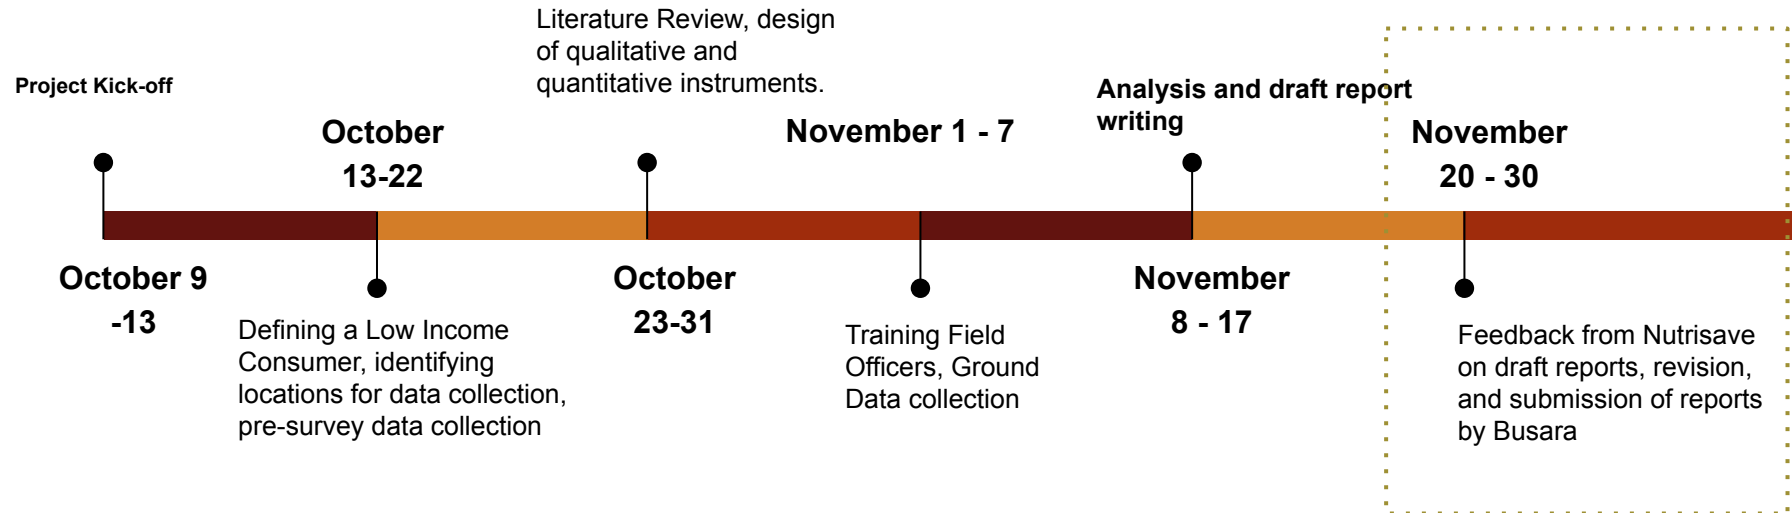 Project Kick-off
October 9
-13
October
13-22
Defining a Low Income
Consumer, identifying
locations for data collection,
pre-survey data collection
Literature Review, design
of qualitative and
quantitative instruments.
October
23-31
November 1 - 7
Training Field
Officers, Ground
Data collection
Analysis and draft report
writing
November
8 - 17
November
20 - 30
Feedback from Nutrisave
on draft reports, revision,
and submission of reports
by Busara